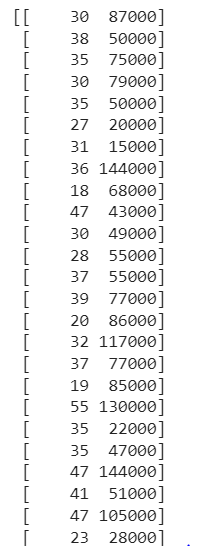 [[    30  87000]
[    38  50000]
[    35  75000]
[    30  79000]
[    35  50000]
[    27  20000]
[    31  15000]
[    36 144000]
[    18  68000]
[    47  43000]
[    30  49000]
[    28  55000]
[    37  55000]
[    39  77000]
[    20  86000]
[    32 117000]
[    37  77000]
[    19  85000]
[    55 130000]
[    35  22000]
[    35  47000]
[    47 144000]
[    41  51000]
[    47 105000]
[    23  28000]